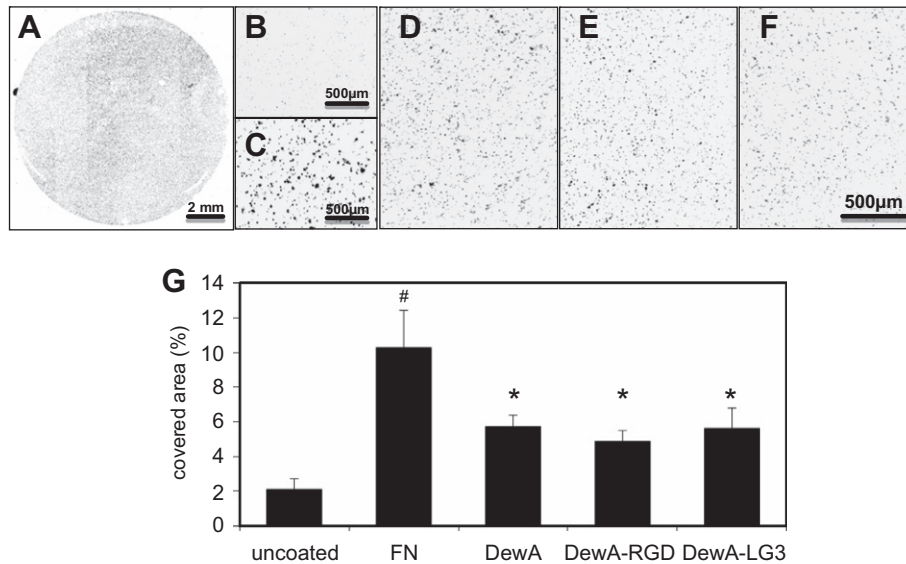 A
B
C
D
E
F
2 mm
500μm
500μm
500μm
G
covered area (%)
14
12
10
8
6
4
2
0
#
*
*
*
uncoated
FN
DewA
DewA-RGD
DewA-LG3